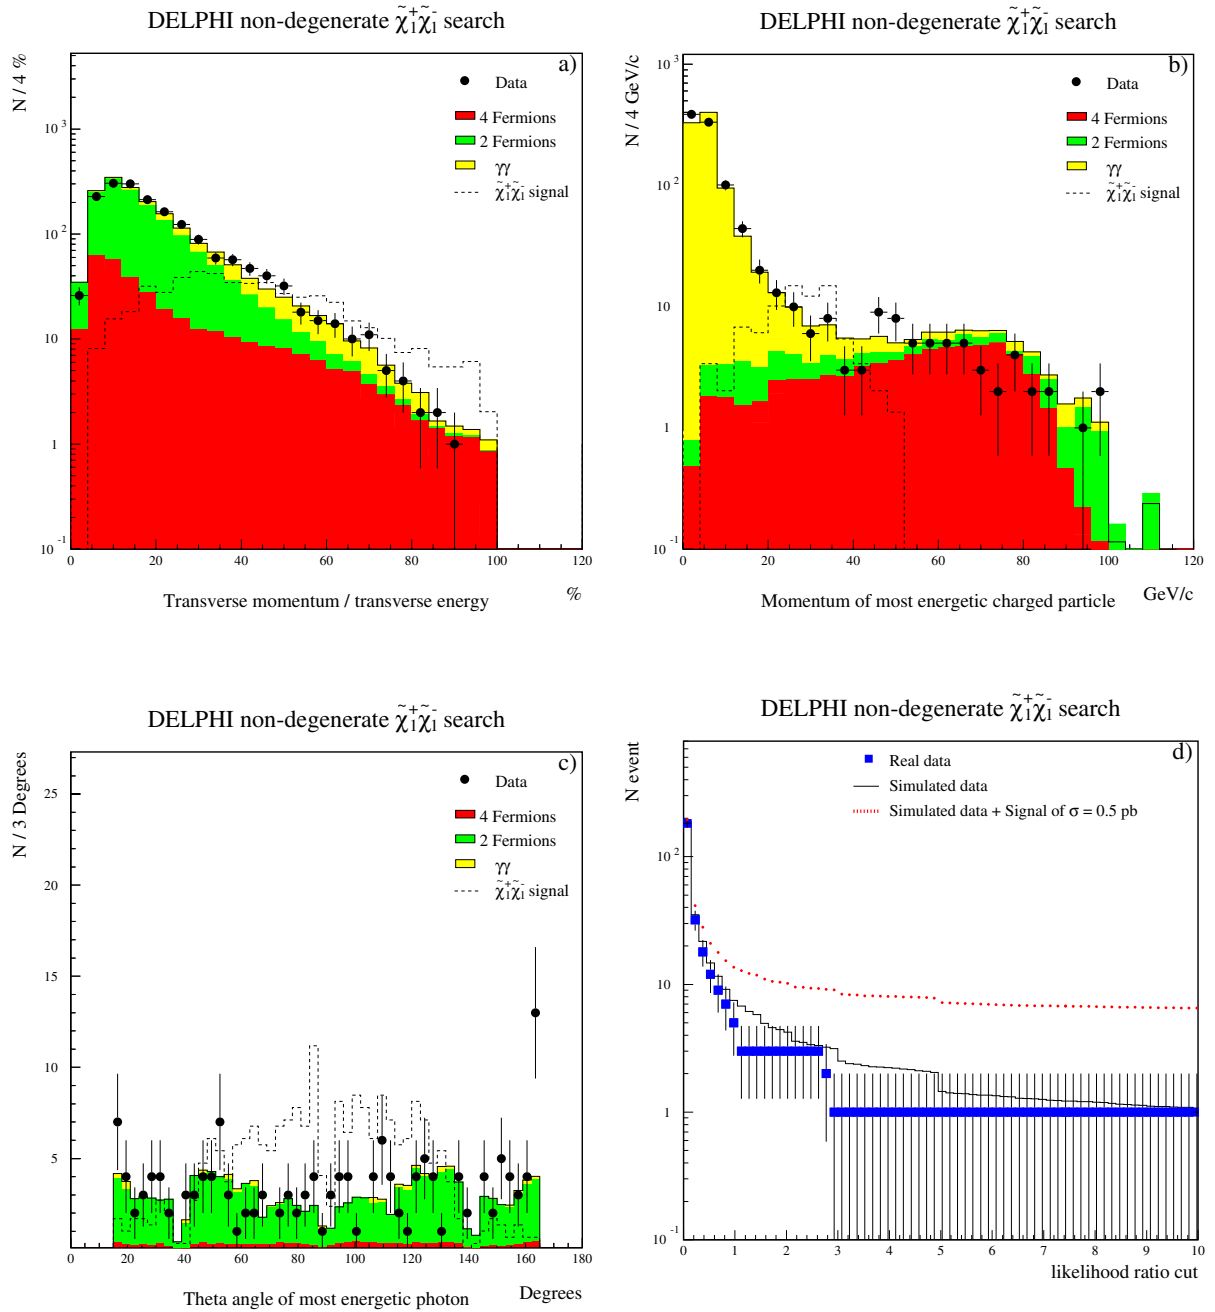 DELPHI non-degenerate χ̃₁⁺χ̃₁⁻ search
a)
N / 4 %
Data
4 Fermions
2 Fermions
γγ
χ̃₁⁺χ̃₁⁻ signal
10³
10²
10
1
10⁻¹
0 20 40 60 80 100 120
%
Transverse momentum / transverse energy
DELPHI non-degenerate χ̃₁⁺χ̃₁⁻ search
b)
N / 4 GeV/c
Data
4 Fermions
2 Fermions
γγ
χ̃₁⁺χ̃₁⁻ signal
10³
10²
10
1
10⁻¹
0 20 40 60 80 100 120
GeV/c
Momentum of most energetic charged particle
DELPHI non-degenerate χ̃₁⁺χ̃₁⁻ search
c)
N / 3 Degrees
Data
4 Fermions
2 Fermions
γγ
χ̃₁⁺χ̃₁⁻ signal
25
20
15
10
5
0
0 20 40 60 80 100 120 140 160 180
Degrees
Theta angle of most energetic photon
DELPHI non-degenerate χ̃₁⁺χ̃₁⁻ search
d)
N event
Real data
Simulated data
Simulated data + Signal of σ = 0.5 pb
10²
10
1
10⁻¹
0 1 2 3 4 5 6 7 8 9 10
likelihood ratio cut